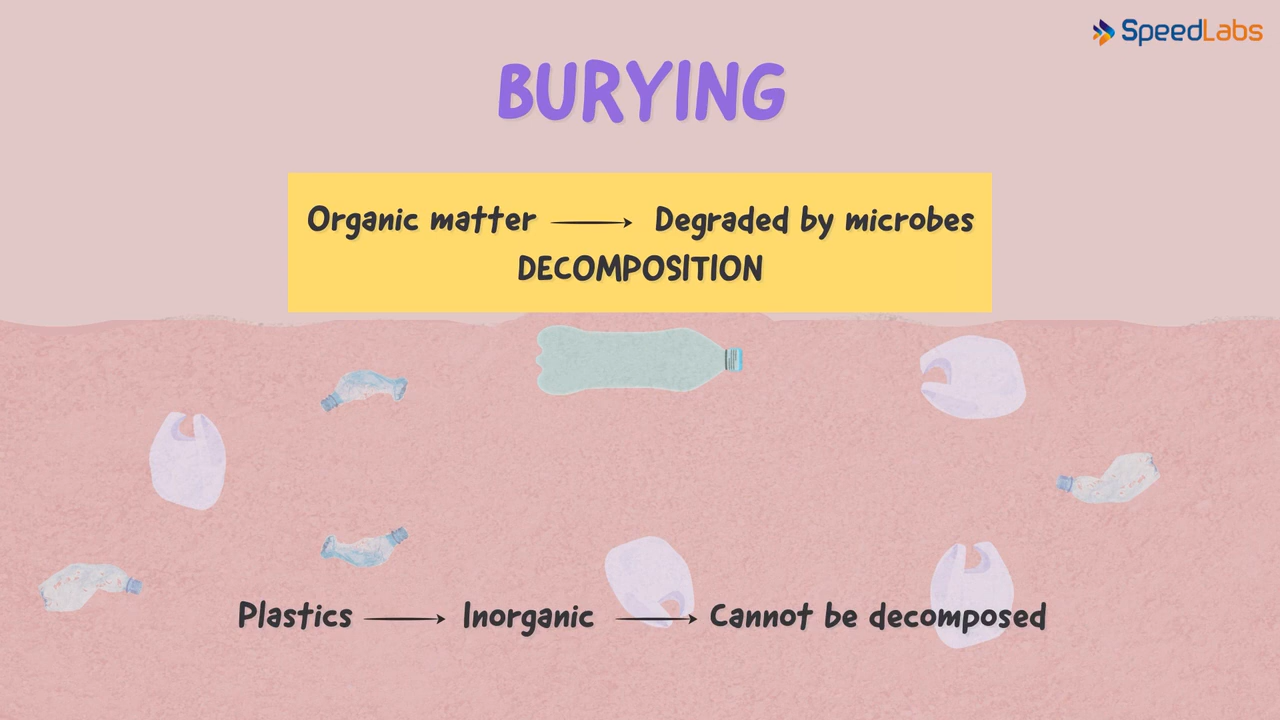 SpeedLabs
BURYING
Organic matter → Degraded by microbes
DECOMPOSITION
Plastics → Inorganic → Cannot be decomposed